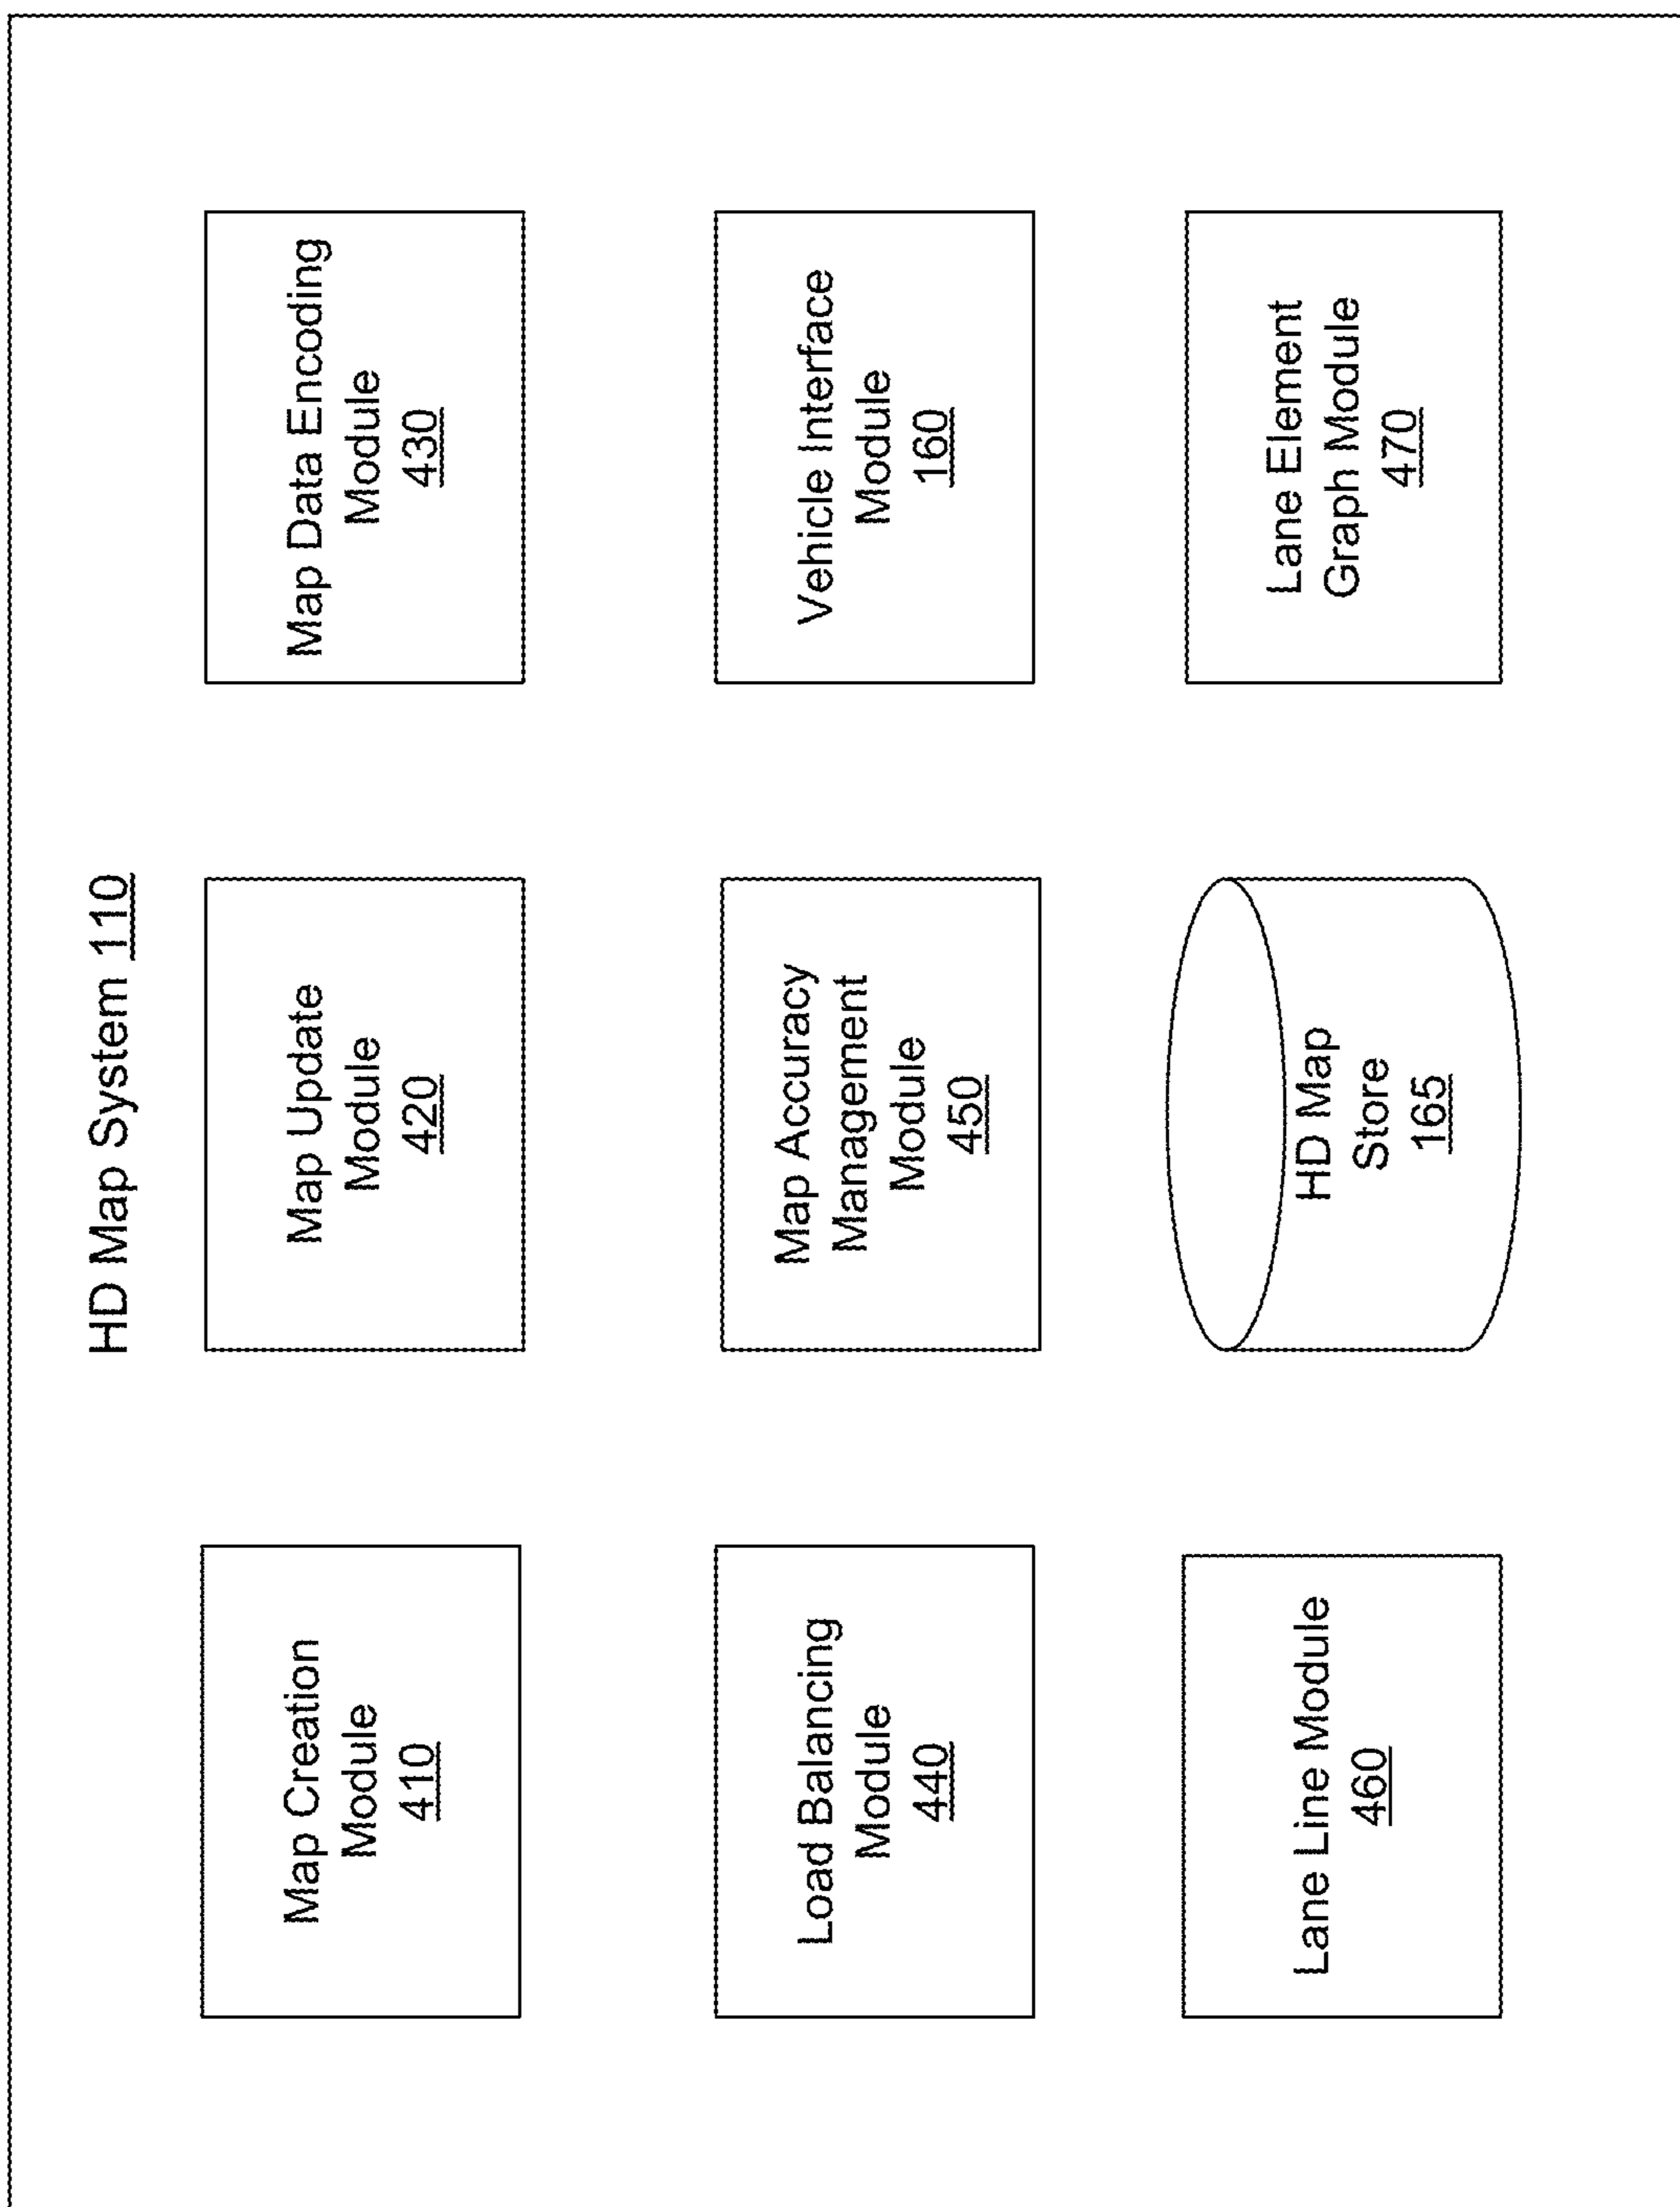 HD Map System 110
Map Creation
Module
410
Map Update
Module
420
Map Data Encoding
Module
430
Load Balancing
Module
440
Map Accuracy
Management
Module
450
Vehicle Interface
Module
160
Lane Line Module
460
HD Map
Store
165
Lane Element
Graph Module
470